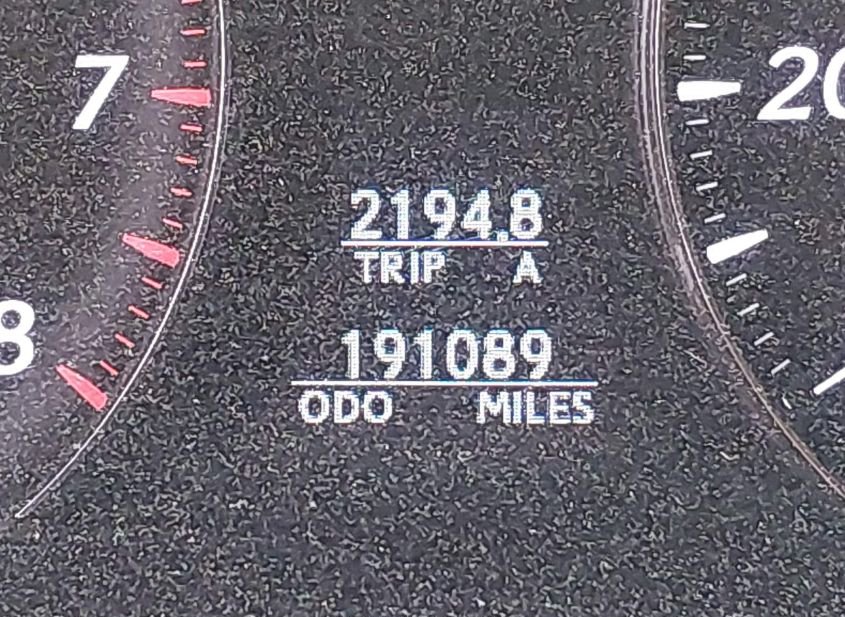 7
20
2194.8
TRIP A
8
191089
ODO MILES